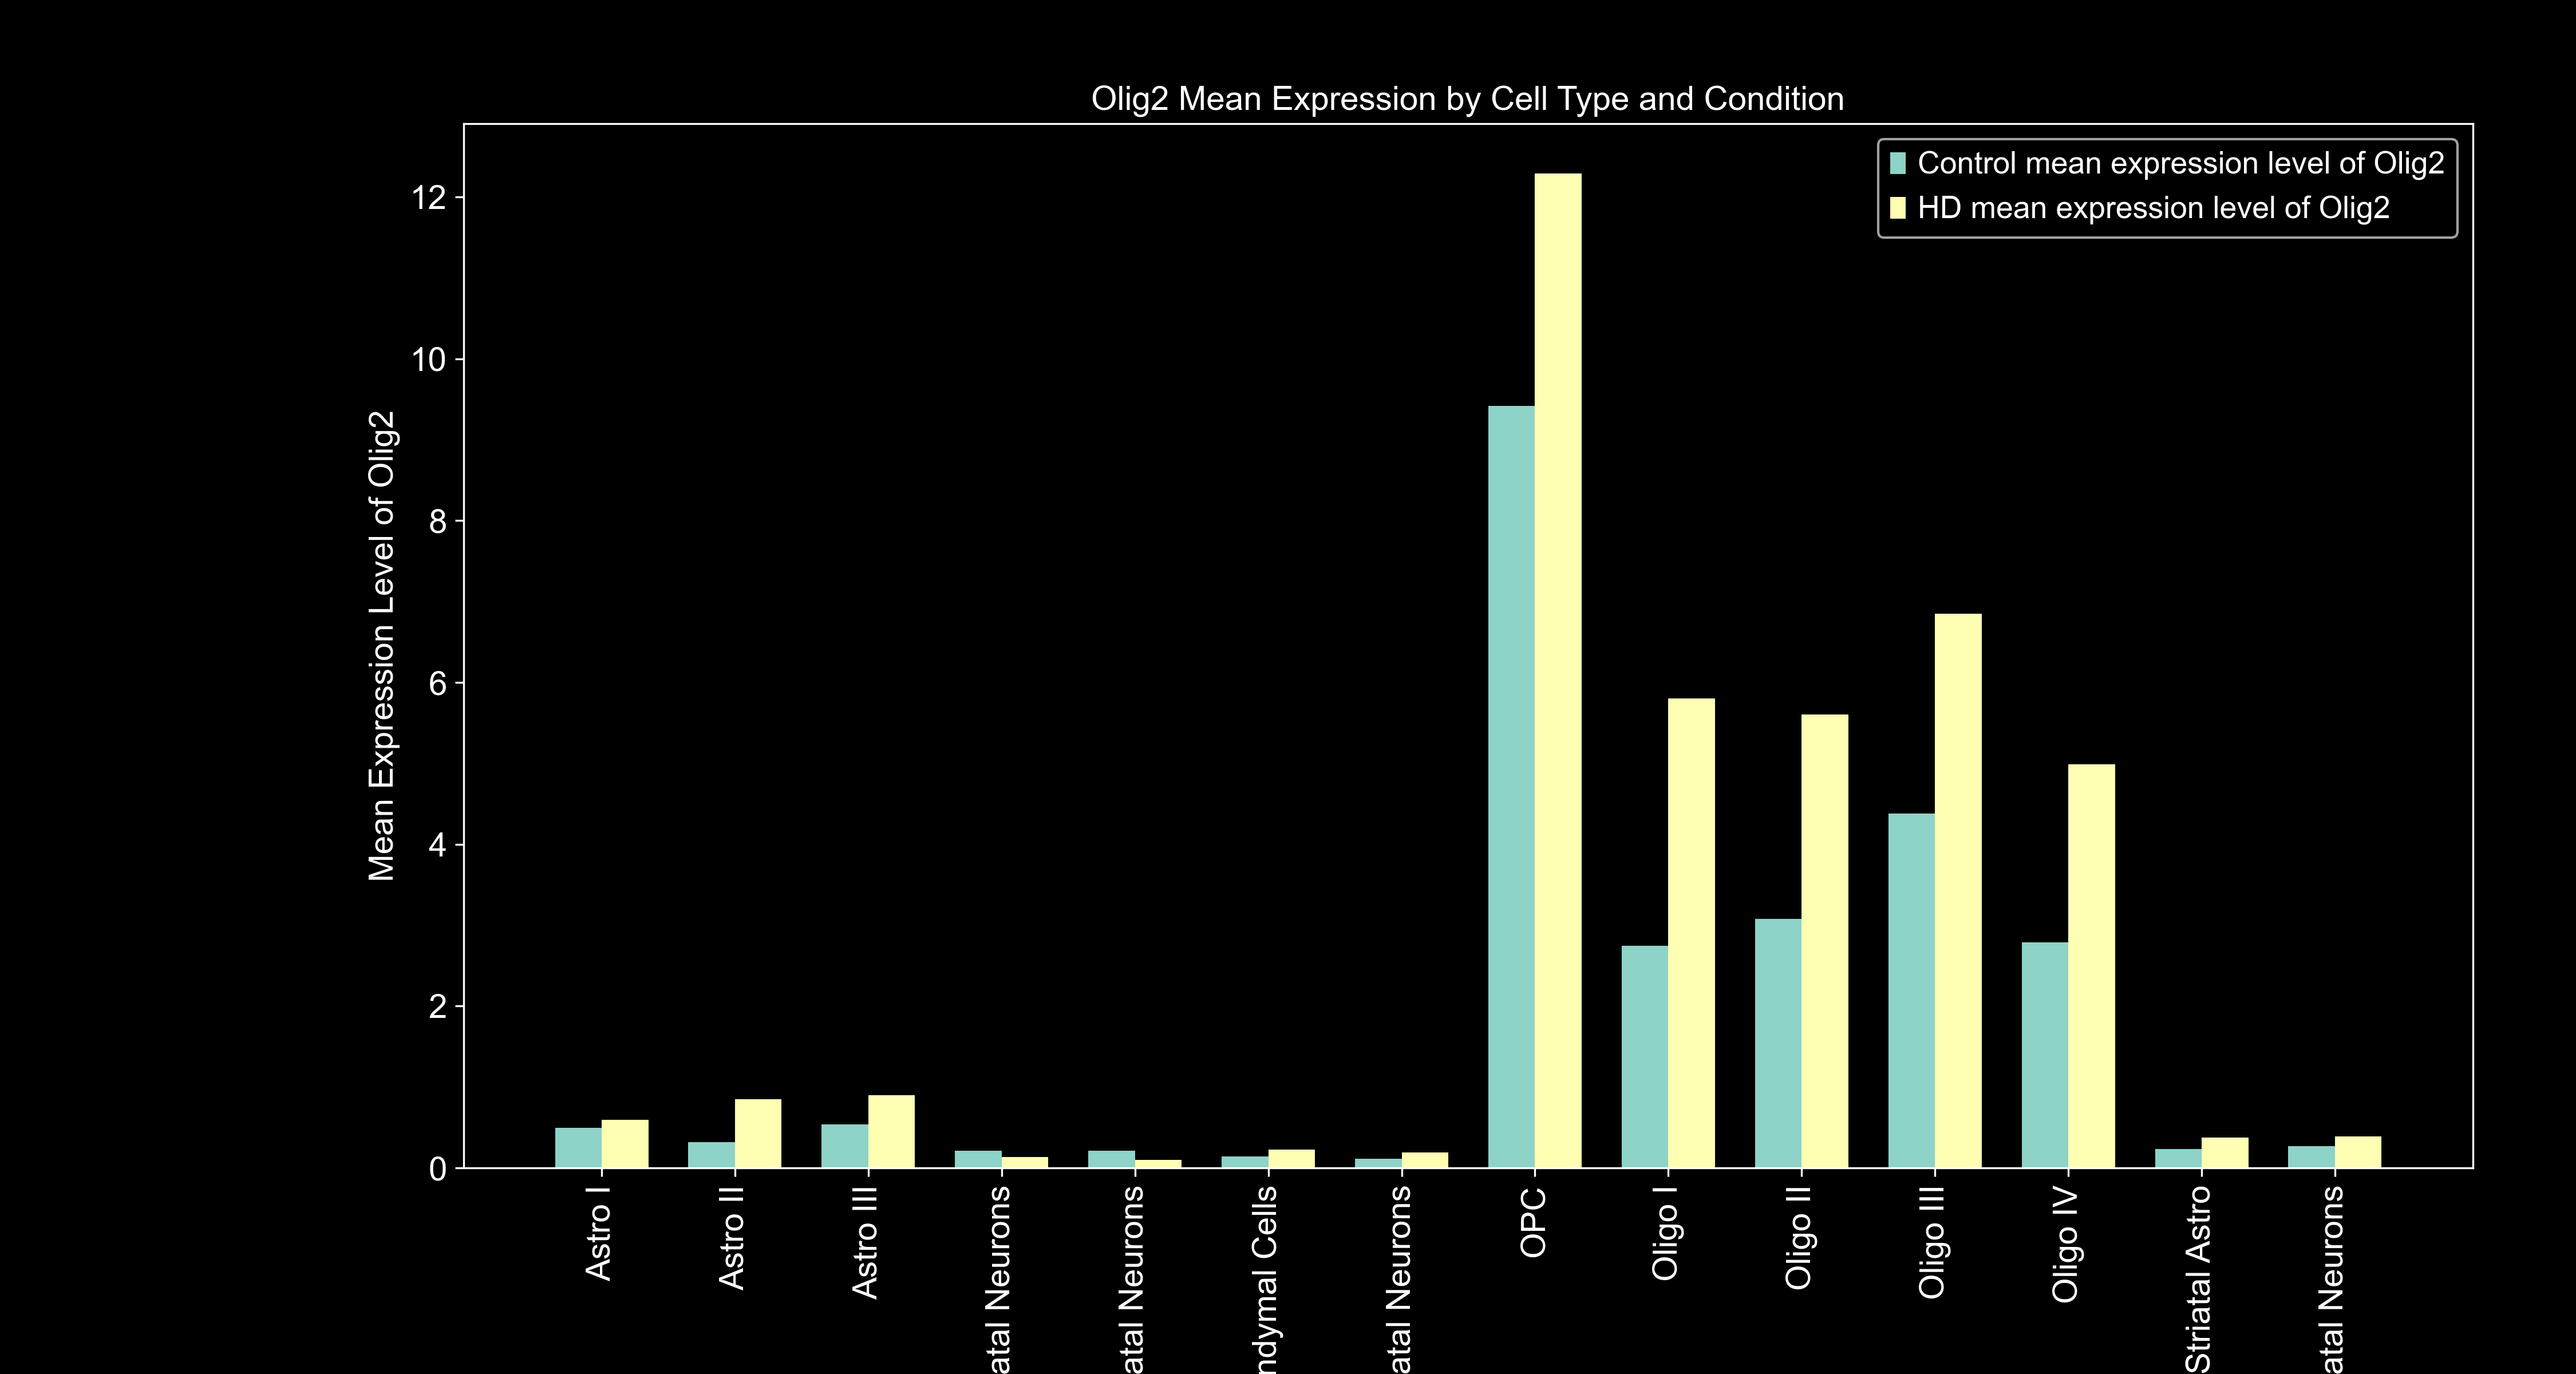 Olig2 Mean Expression by Cell Type and Condition
Control mean expression level of Olig2
HD mean expression level of Olig2
Mean Expression Level of Olig2
12
10
8
6
4
2
0
Astro I
Astro II
Astro III
atal Neurons
atal Neurons
ndymal Cells
atal Neurons
OPC
Oligo I
Oligo II
Oligo III
Oligo IV
Striatal Astro
atal Neurons